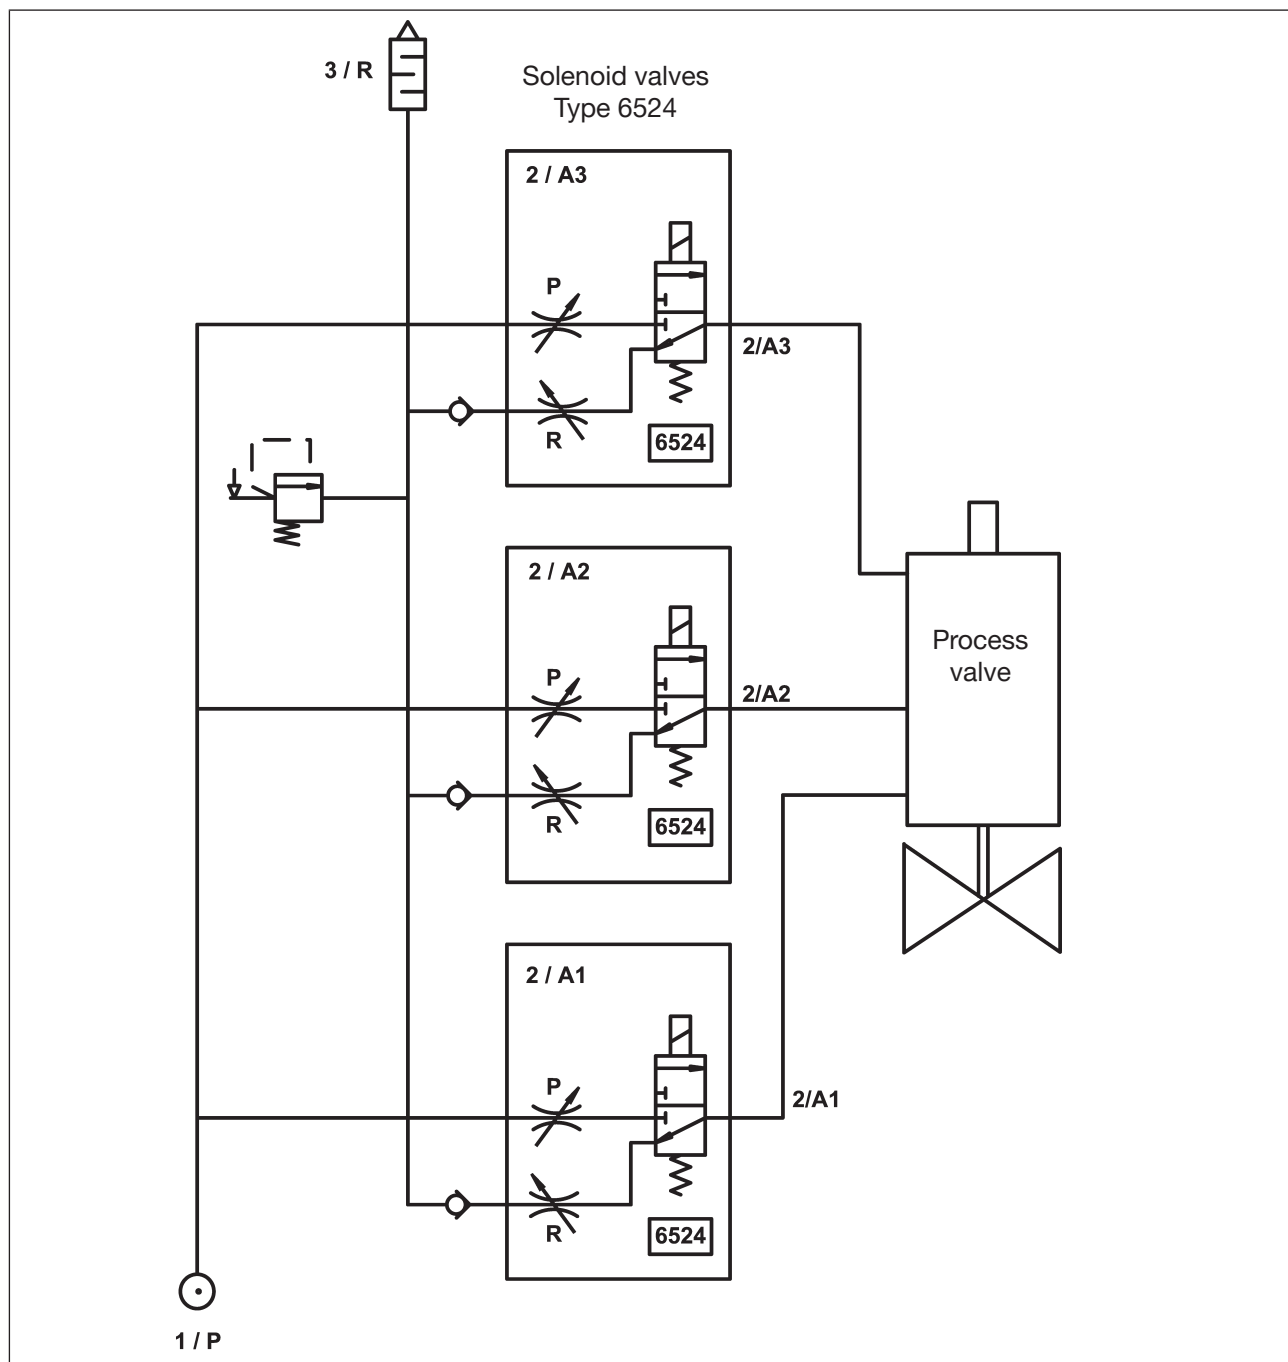 3 / R
Solenoid valves
Type 6524
2 / A3
P
2/A3
R
6524
2 / A2
Process
valve
P
2/A2
R
6524
2 / A1
P
2/A1
R
6524
1 / P